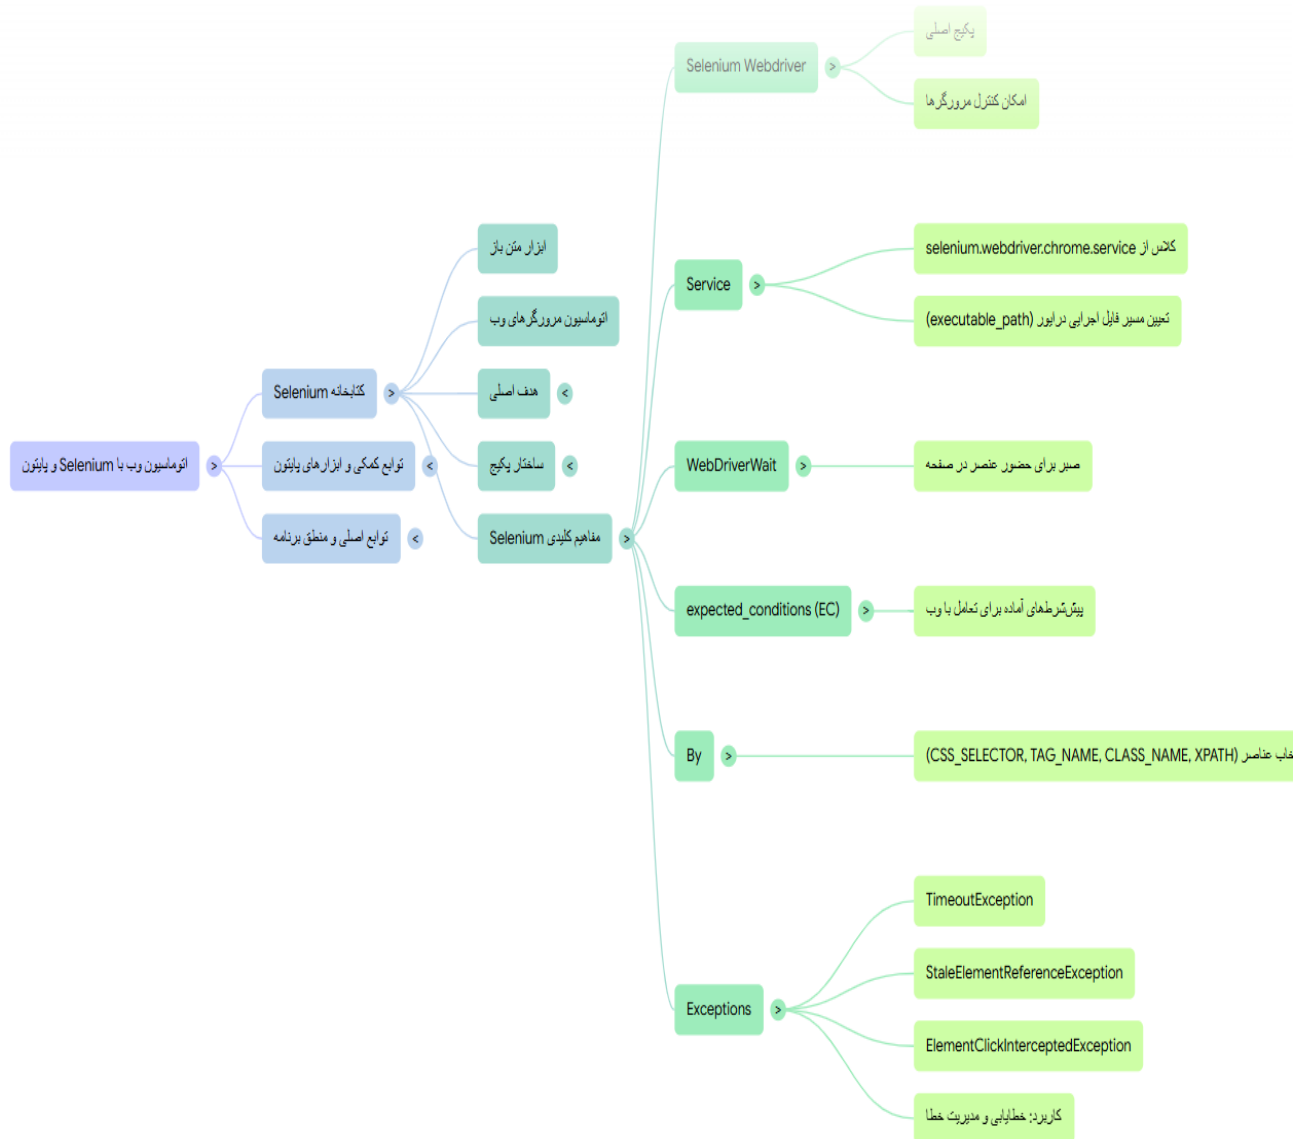 اتوماسیون وب با Selenium و پایتون
کتابخانه Selenium
توابع کمکی و ابزارهای پایتون
توابع اصلی و منطق برنامه
ابزار متن باز
اتوماسیون مرورگرهای وب
هدف اصلی
ساختار پکیج
مفاهیم کلیدی Selenium
Selenium Webdriver
پکیج اصلی
امکان کنترل مرورگرها
Service
کلاس از selenium.webdriver.chrome.service
تعیین مسیر فایل اجرایی درایور (executable_path)
WebDriverWait
صبر برای حضور عنصر در صفحه
expected_conditions (EC)
پیش‌شرط‌های آماده برای تعامل با وب
By
عناصر (CSS_SELECTOR, TAG_NAME, CLASS_NAME, XPATH)
Exceptions
TimeoutException
StaleElementReferenceException
ElementClickInterceptedException
کاربرد: خطایابی و مدیریت خطا